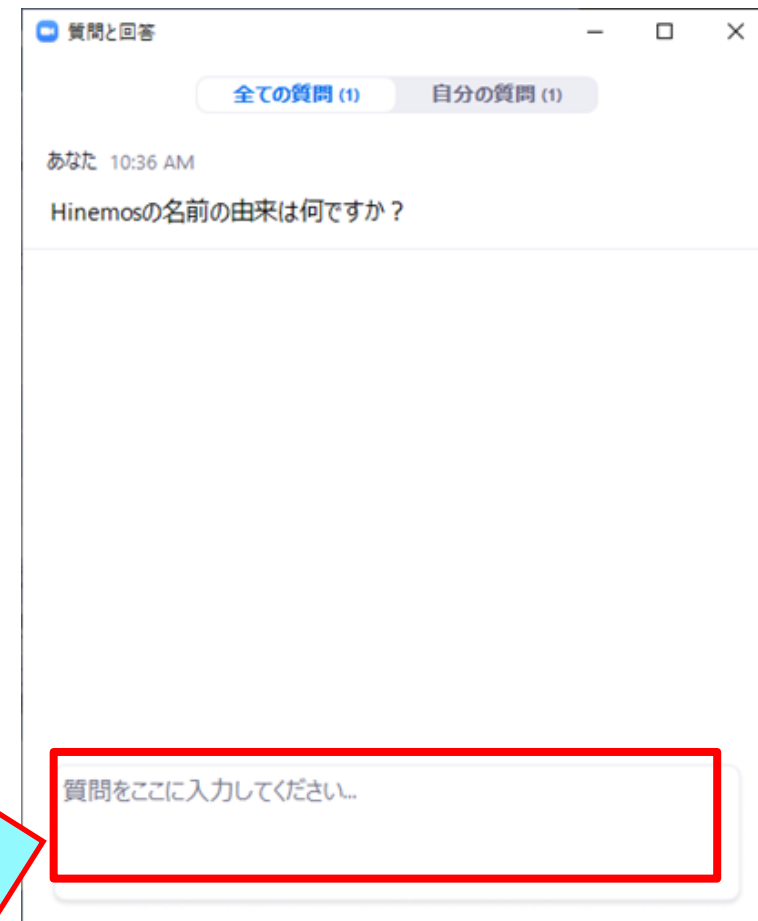 質問と回答
全ての質問 (1) 自分の質問 (1)
あなた 10:36 AM
Hinemosの名前の由来は何ですか？
質問をここに入力してください...